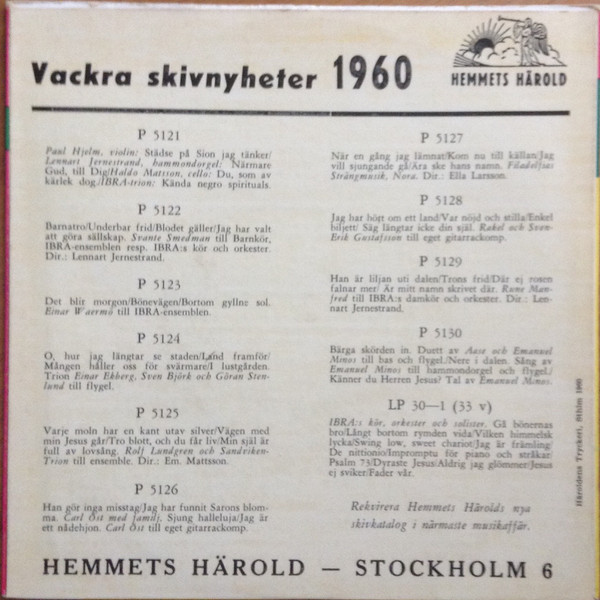 Vackra skivnyheter 1960
HEMMETS HÄROLD
P 5121
Paul Hjelm, violin: Städse på Sion jag tänker/
Lennart Jernestrand, hammondorgel: Närmare
Gud, till Dig/Haldo Mattsson, cello: Du, som av
kärlek dog/IBRA-trion: Kända negro spirituals.
P 5122
Barnatro/Underbar frid/Blodet gäller/Jag har valt
att göra sällskap. Svante Smedman till Barnkör,
IBRA-ensemblen resp. IBRA:s kör och orkester.
Dir.: Lennart Jernestrand.
P 5123
Det blir morgon/Bönevägen/Bortom gyllne sol.
Einar Waermö till IBRA-ensemblen.
P 5124
O, hur jag längtar se staden/Land framför/
Mången håller oss för svärmare/I lustgården.
Trion Einar Ekberg, Sven Björk och Göran Sten-
lund till flygel.
P 5125
Varje moln har en kant utav silver/Vägen med
min Jesus går/Tro blott, och du får liv/Min själ är
full av lovsång. Rolf Lundgren och Sandviken-
Trion till ensemble. Dir.: Em. Mattsson.
P 5126
Han gör inga misstag/Jag har funnit Sarons blom-
ma. Carl Öst med familj. Sjung halleluja/Jag är
ett nådehjon. Carl Öst till eget gitarrackomp.
P 5127
När en gång jag lämnat/Kom nu till källan/Jag
vill sjungande gå/Ära ske hans namn. Filadelfias
Strängmusik, Nora. Dir.: Ella Larsson.
P 5128
Jag har hört om ett land/Var nöjd och stilla/Enkel
biljett/Säg längtar icke din själ. Rakel och Sven-
Erik Gustafsson till eget gitarrackomp.
P 5129
Han är liljan uti dalen/Trons frid/Där ej rosen
falnar mer/ Är mitt namn skrivet där. Rune Man-
fred till IBRA:s damkör och orkester. Dir.: Len-
nart Jernestrand.
P 5130
Bärga skörden in. Duett av Aase och Emanuel
Minos till bas och flygel./Nere i dalen. Sång av
Emanuel Minos till hammondorgel och flygel./
Känner du Herren Jesus? Tal av Emanuel Minos.
LP 30—1 (33 v)
IBRA:s kör, orkester och solister. Gå bönernas
bro/Långt bortom rymden vida/Vilken himmelsk
lycka/Swing low, sweet chariot/Jag är främling/
De nittionio/Impromptu för piano och stråkar/
Psalm 73/Dyraste Jesus/Aldrig jag glömmer/Jesus
ej sviker/Fader vår.
Rekvirera Hemmets Härolds nya
skivkatalog i närmaste musikaffär.
Häroldens Tryckeri, Sthlm 1960
HEMMETS HÄROLD — STOCKHOLM 6